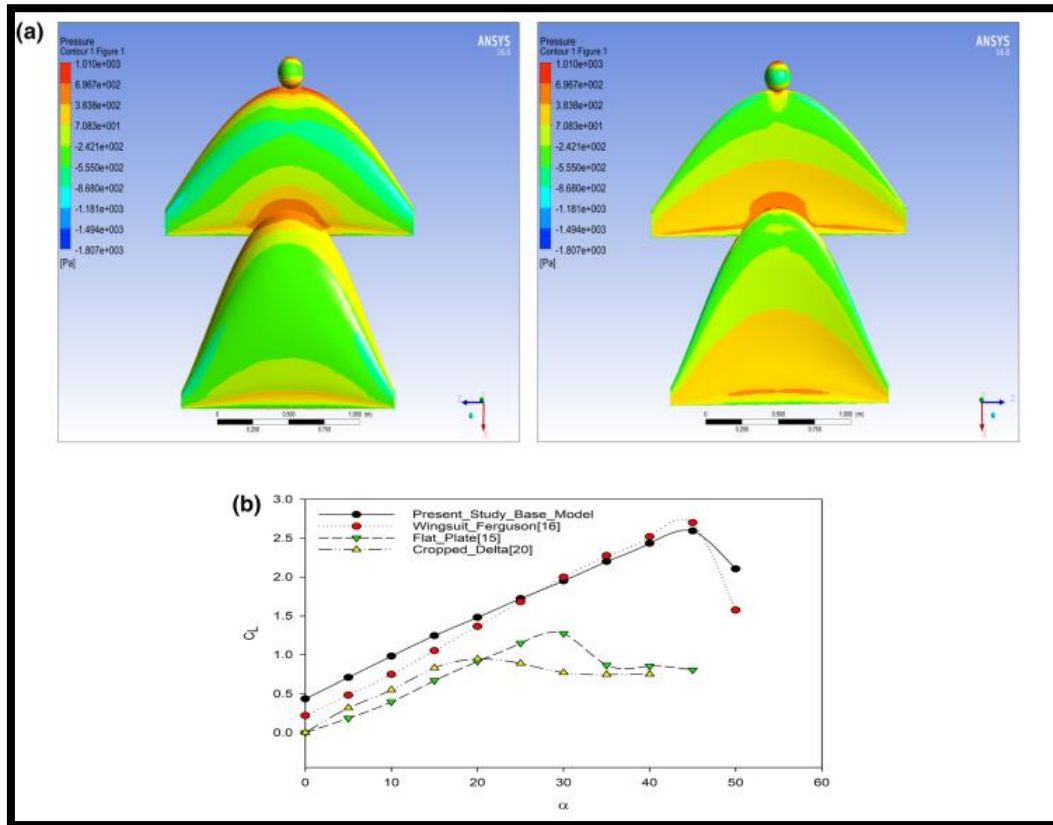 (a)
Pressure
Contour 1 Figure 1
1.010e+003
6.967e+002
3.838e+002
7.083e+001
-2.421e+002
-5.550e+002
-8.680e+002
-1.181e+003
-1.494e+003
-1.807e+003
[Pa]
ANSYS
16.0
0 0.500 1.000 (m)
0.250 0.750
Z
X
Pressure
Contour 1 Figure 1
1.010e+003
6.967e+002
3.838e+002
7.083e+001
-2.421e+002
-5.550e+002
-8.680e+002
-1.181e+003
-1.494e+003
-1.807e+003
[Pa]
ANSYS
16.0
0 0.500 1.000 (m)
0.250 0.750
Z
X
(b)
Present_Study_Base_Model
Wingsuit_Ferguson[16]
Flat_Plate[15]
Cropped_Delta[20]
3.0
2.5
2.0
1.5
1.0
0.5
0.0
CL
0 10 20 30 40 50 60
α